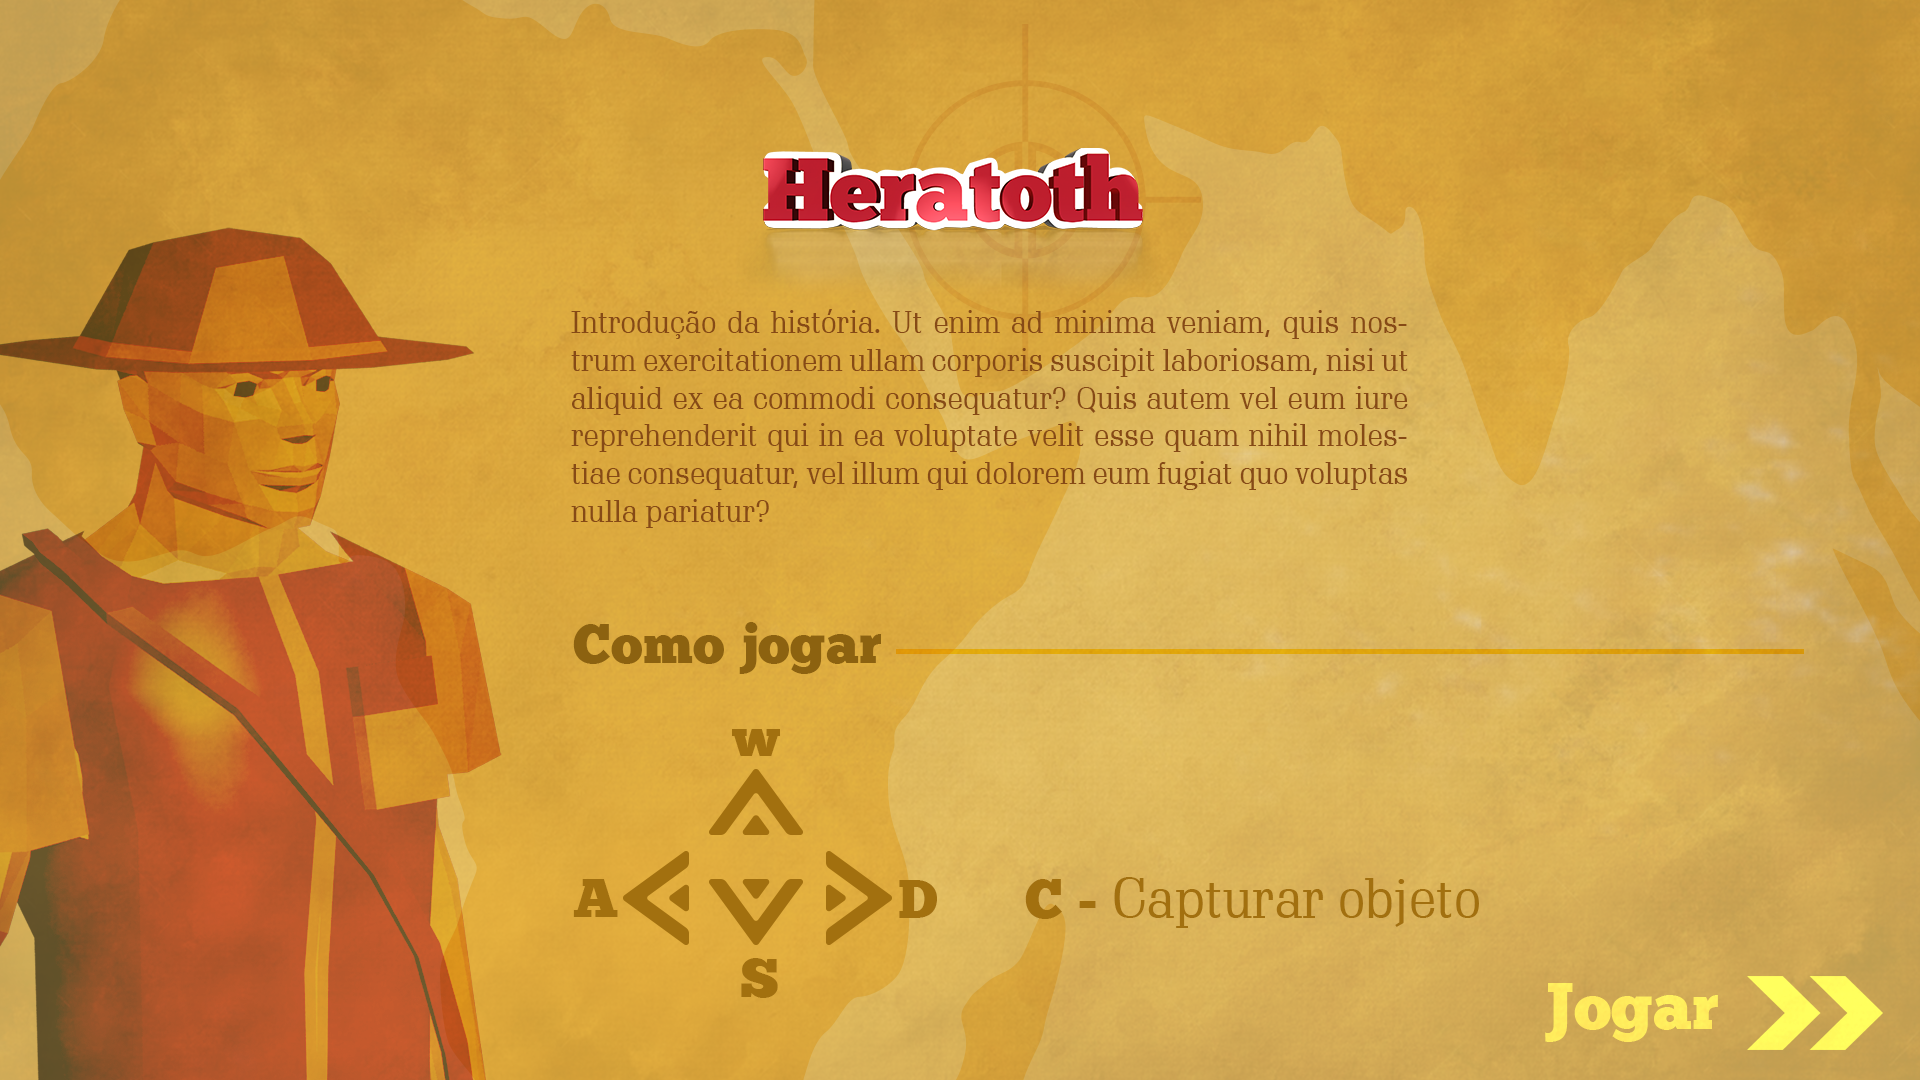 Heratoth
Introdução da história. Ut enim ad minima veniam, quis nos-
trum exercitationem ullam corporis suscipit laboriosam, nisi ut
aliquid ex ea commodi consequatur? Quis autem vel eum iure
reprehenderit qui in ea voluptate velit esse quam nihil moles-
tiae consequatur, vel illum qui dolorem eum fugiat quo voluptas
nulla pariatur?
Como jogar
W
A
D
C - Capturar objeto
S
Jogar